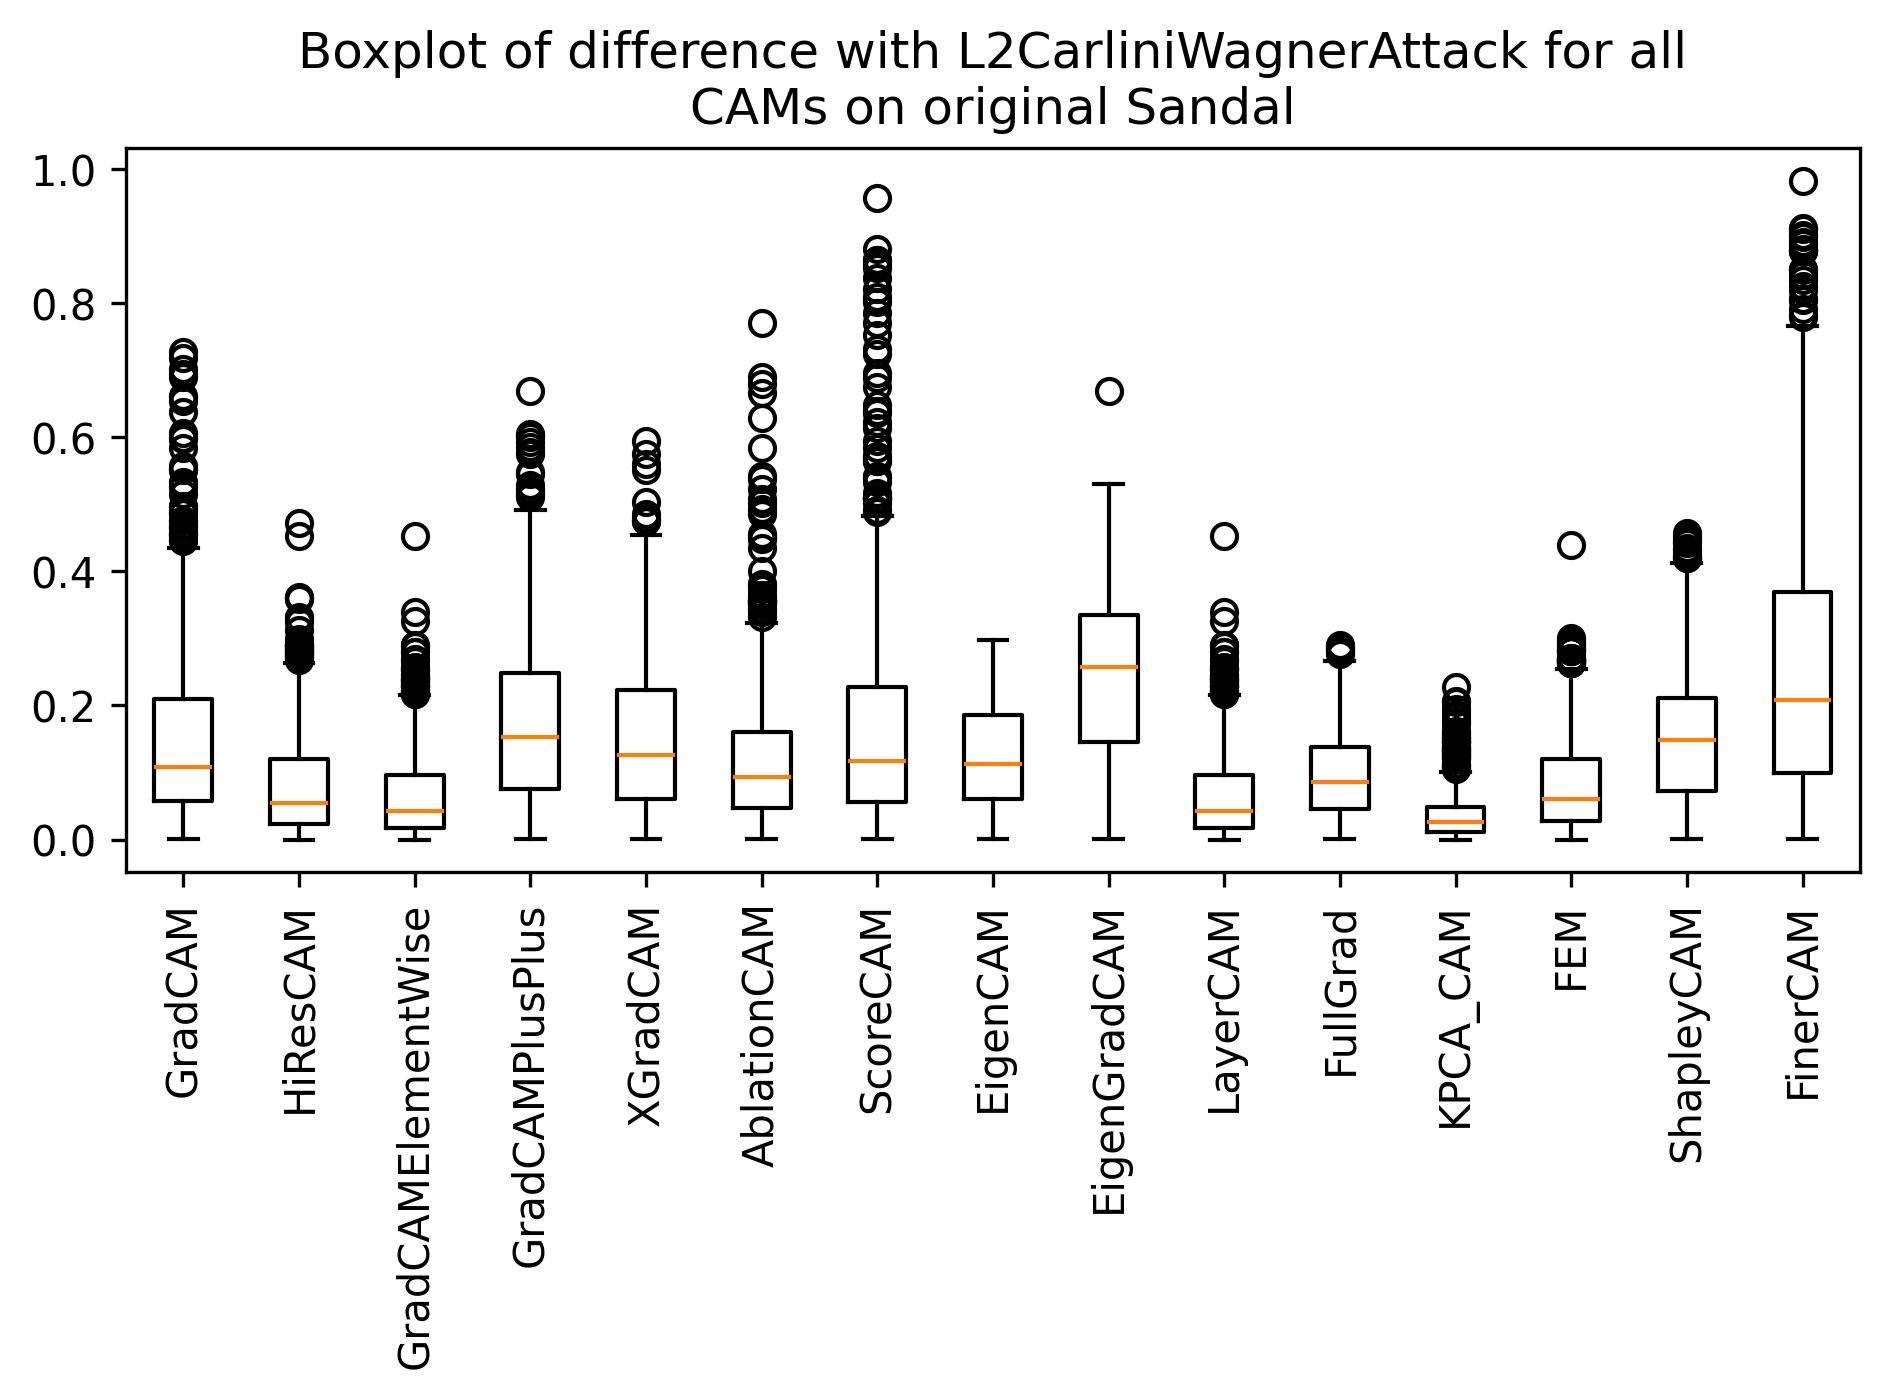 Boxplot of difference with L2CarliniWagnerAttack for all
CAMs on original Sandal
1.0
0.8
0.6
0.4
0.2
0.0
GradCAM
HiResCAM
GradCAMElementWise
GradCAMPlusPlus
XGradCAM
AblationCAM
ScoreCAM
EigenCAM
EigenGradCAM
LayerCAM
FullGrad
KPCA_CAM
FEM
ShapleyCAM
FinerCAM